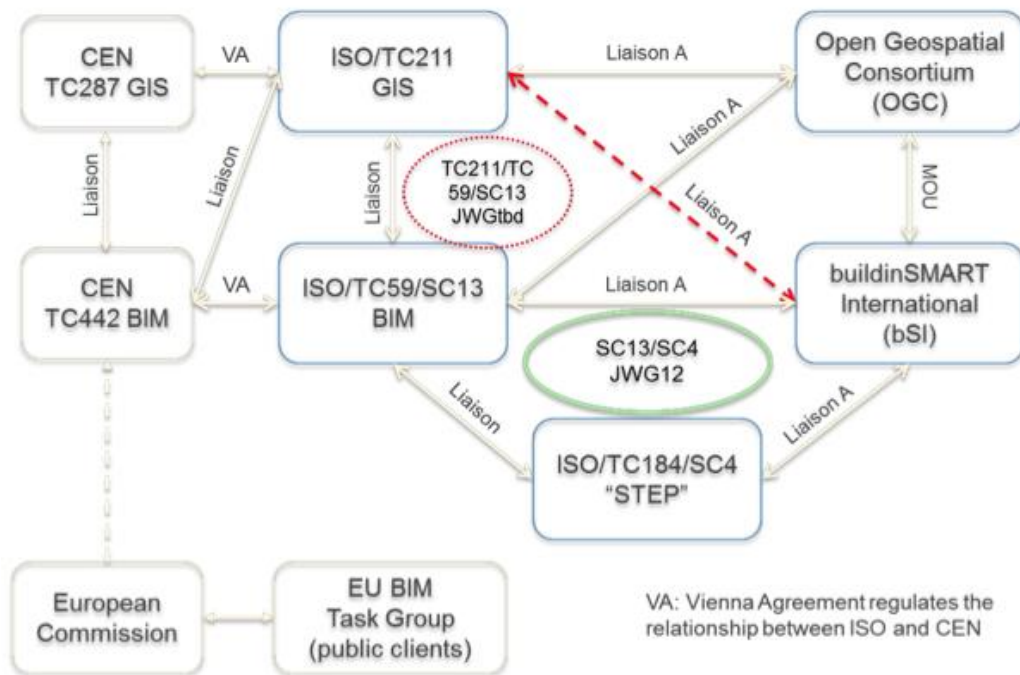 CEN
TC287 GIS
VA
ISO/TC211
GIS
Liaison A
Open Geospatial
Consortium
(OGC)
Liaison
Liaison
Liaison
TC211/TC
59/SC13
JWGtbd
Liaison A
Liaison A
MOU
CEN
TC442 BIM
VA
ISO/TC59/SC13
BIM
Liaison A
buildinSMART
International
(bSI)
SC13/SC4
JWG12
Liaison
Liaison A
ISO/TC184/SC4
“STEP”
European
Commission
EU BIM
Task Group
(public clients)
VA: Vienna Agreement regulates the
relationship between ISO and CEN